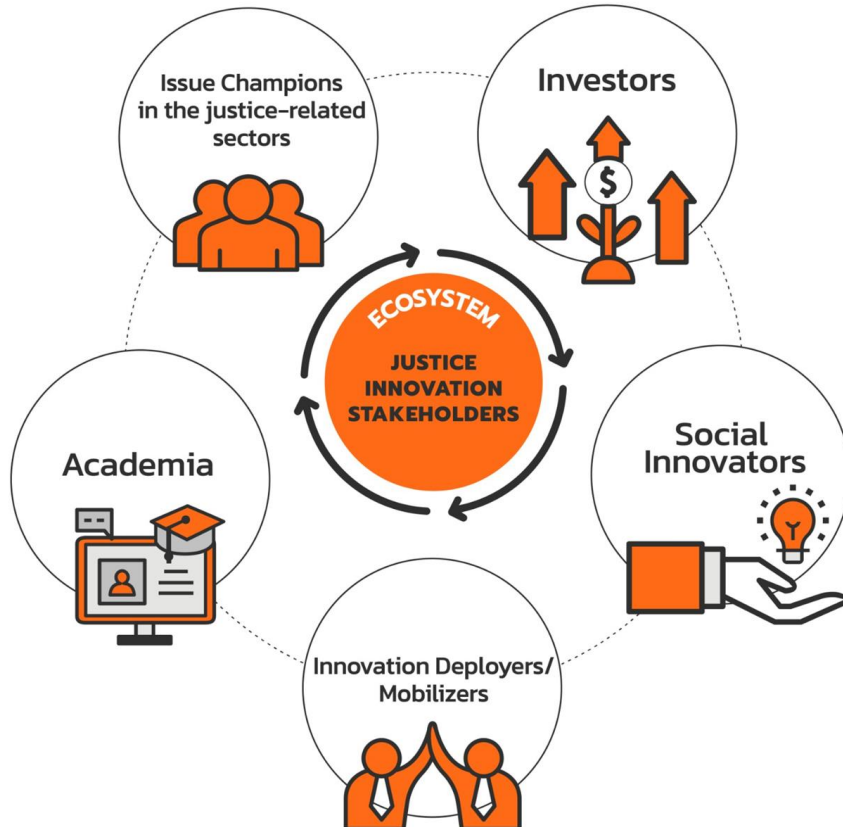 Issue Champions
in the justice-related
sectors
Investors
$
ECOSYSTEM
JUSTICE
INNOVATION
STAKEHOLDERS
Academia
Social
Innovators
Innovation Deployers/
Mobilizers